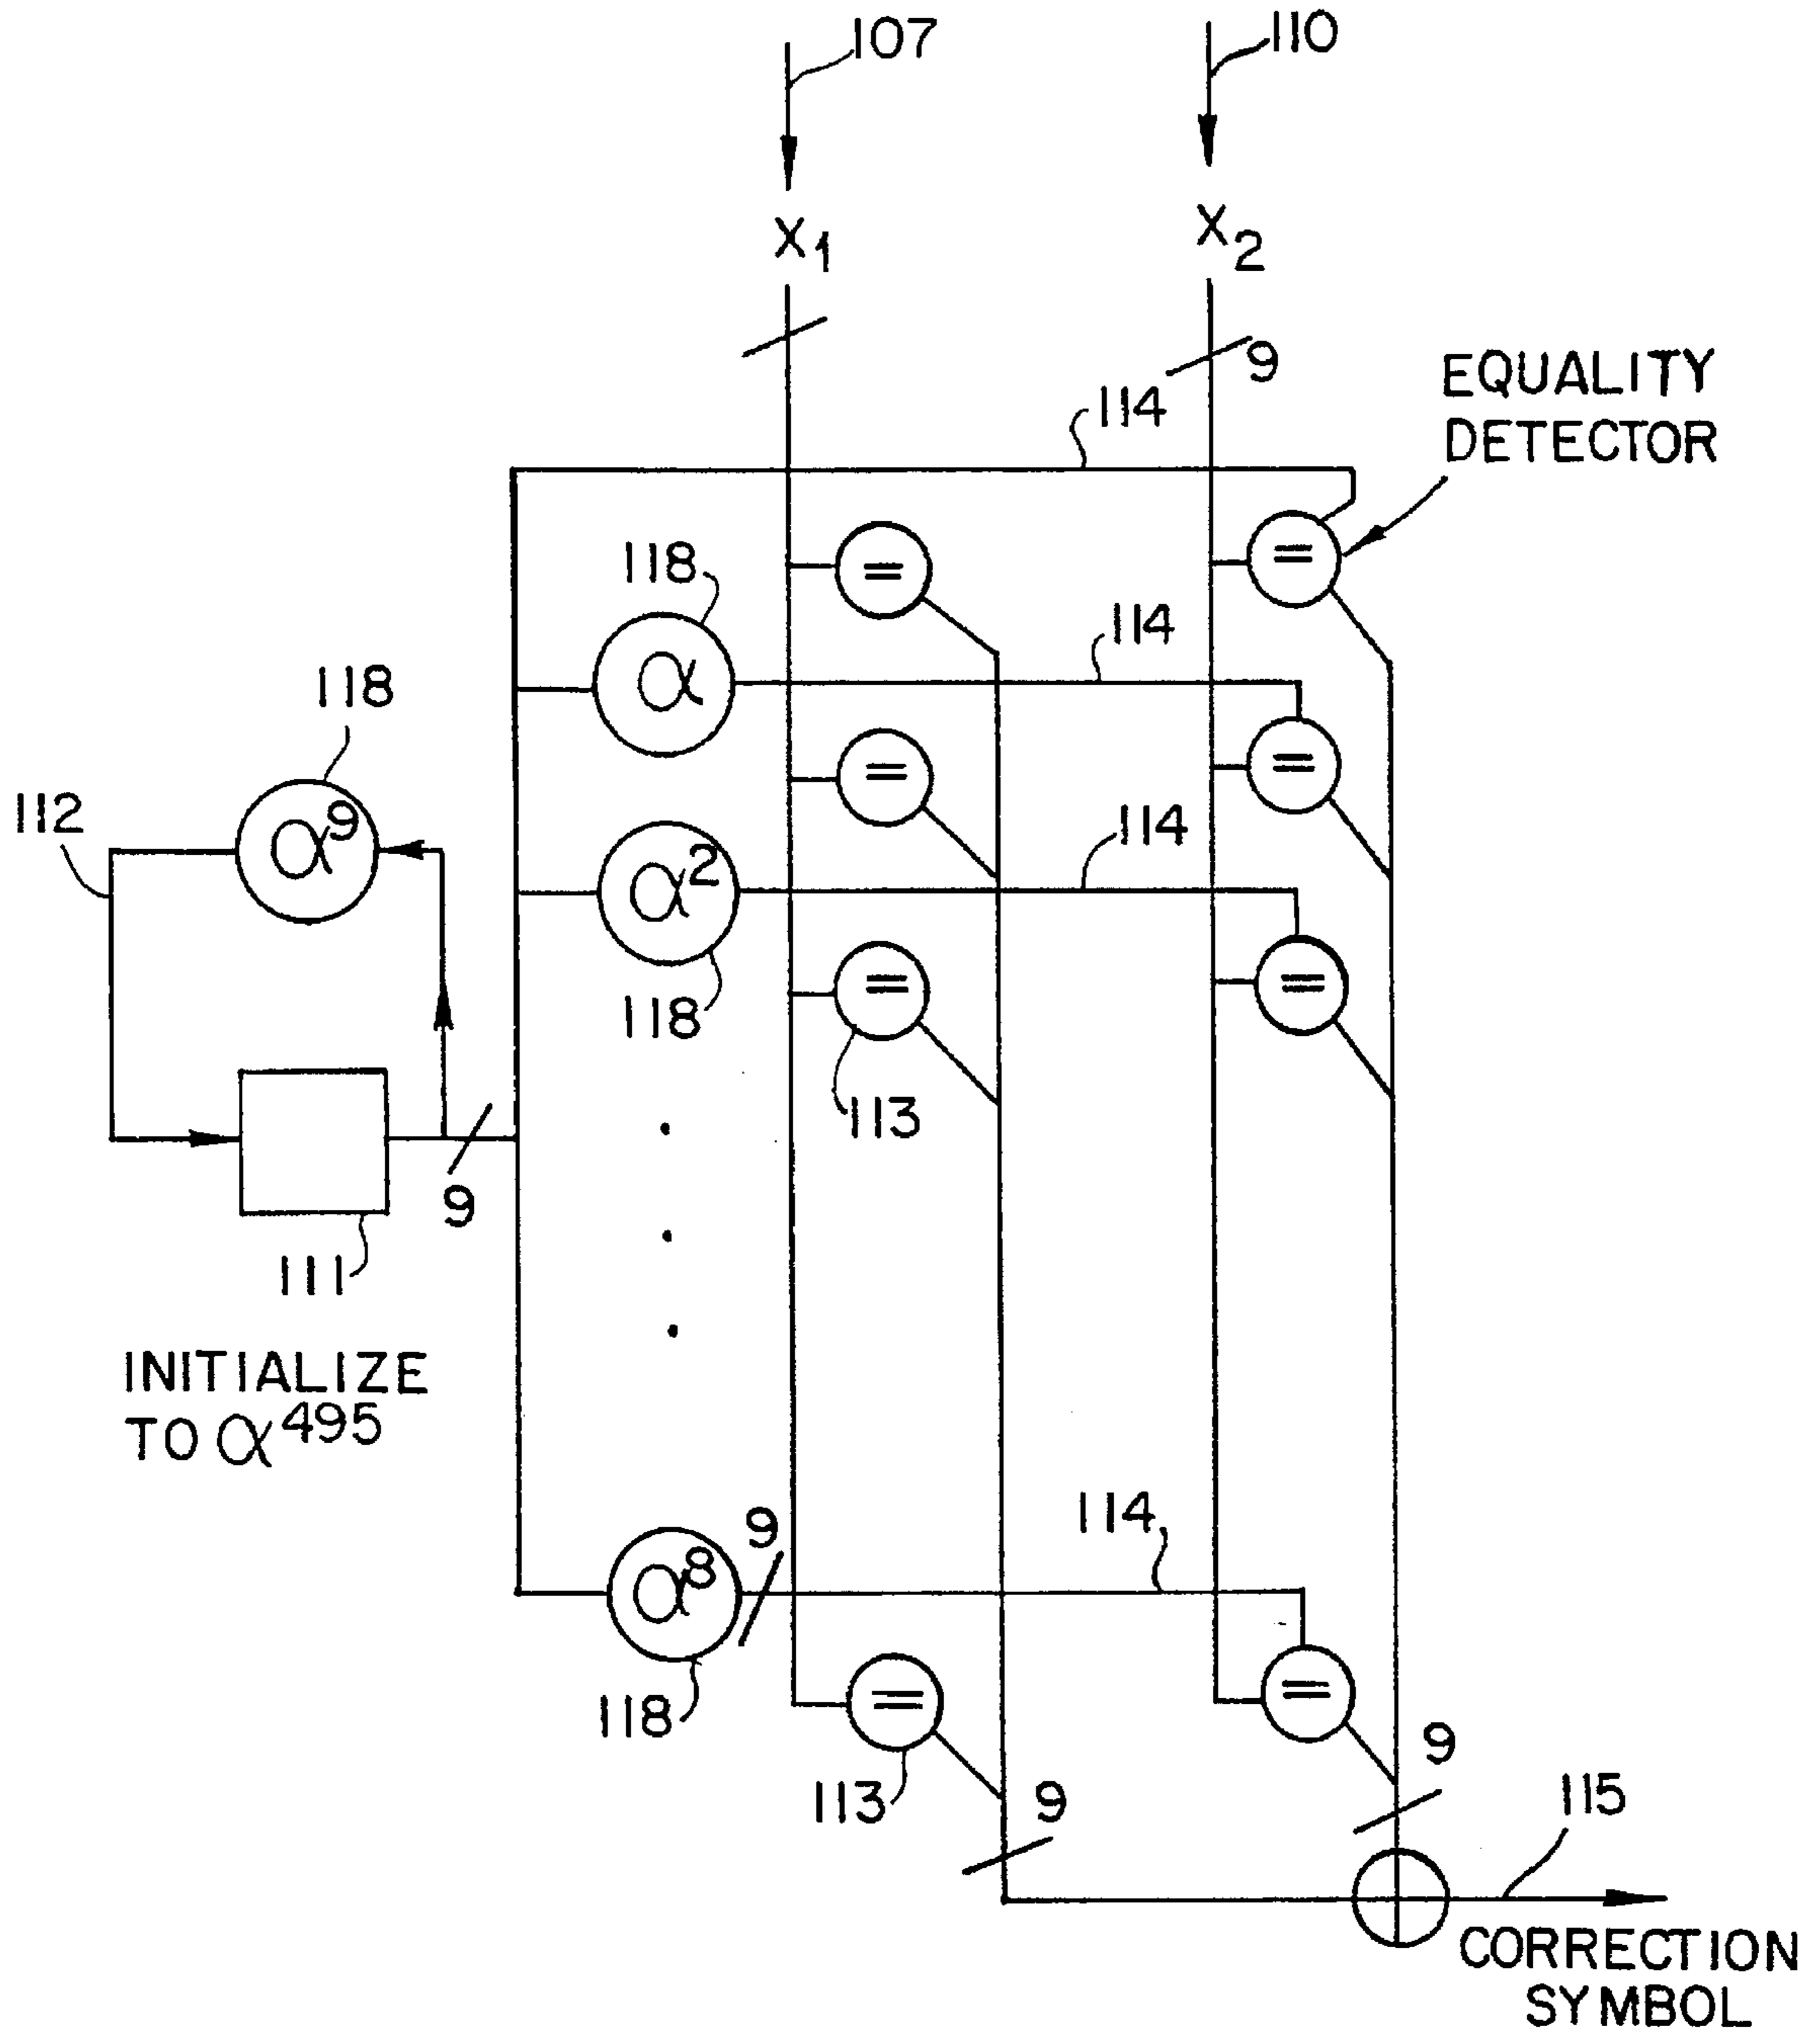 107
110
X₁
X₂
9
EQUALITY
DETECTOR
114
=
=
118
α
114
=
=
118
α⁹
112
114
α²
=
=
118
113
9
111
INITIALIZE
TO α⁴⁹⁵
9
114
α⁸
118
=
=
113
9
9
115
CORRECTION
SYMBOL